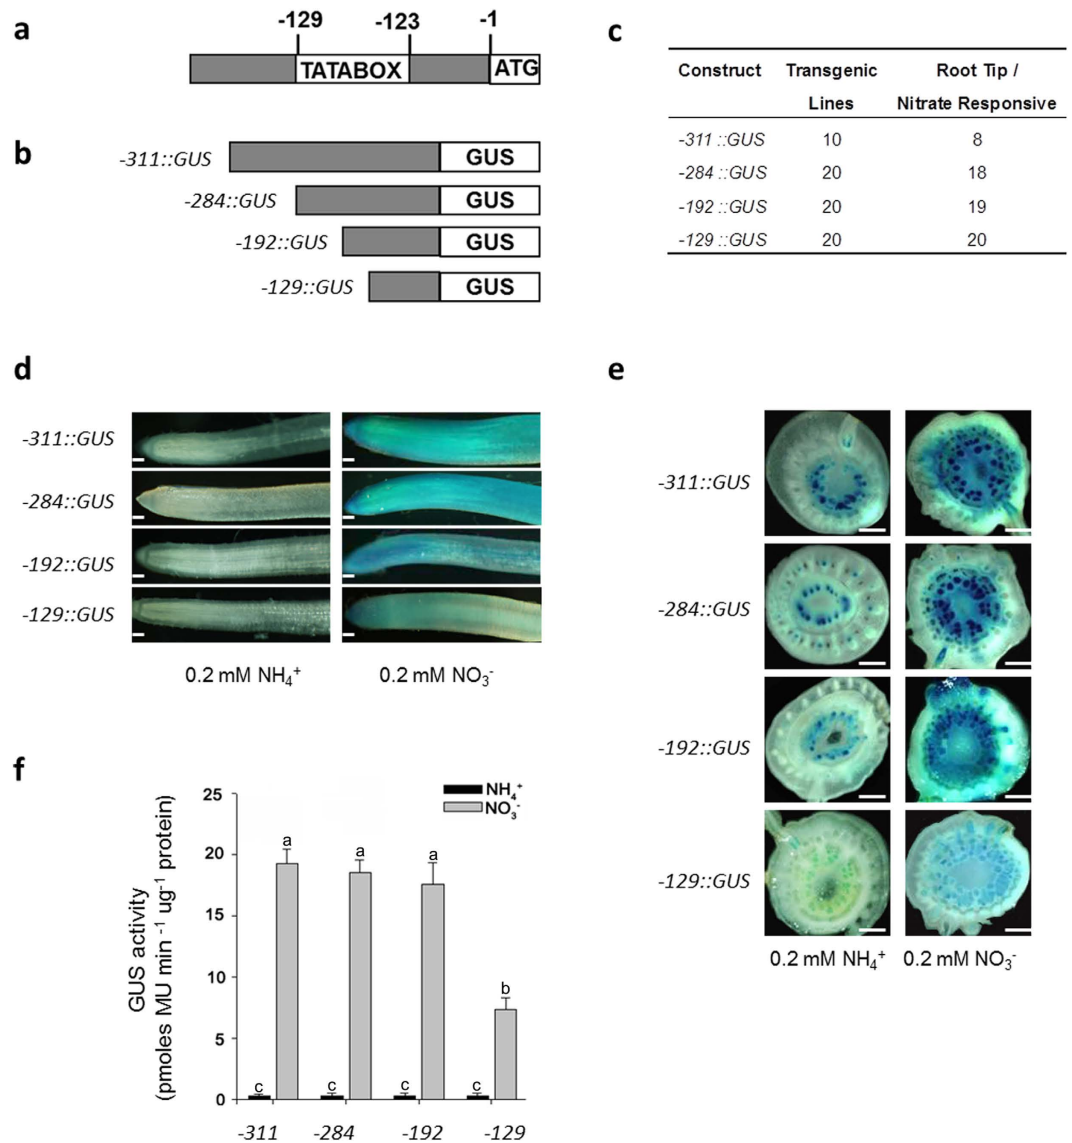 a
-129 -123 -1
TATABOX ATG
b
-311::GUS GUS
-284::GUS GUS
-192::GUS GUS
-129::GUS GUS
c
Construct Transgenic Lines Root Tip / Nitrate Responsive
-311 ::GUS 10 8
-284 ::GUS 20 18
-192 ::GUS 20 19
-129 ::GUS 20 20
d
-311::GUS
-284::GUS
-192::GUS
-129::GUS
0.2 mM NH₄⁺ 0.2 mM NO₃⁻
e
-311::GUS
-284::GUS
-192::GUS
-129::GUS
0.2 mM NH₄⁺ 0.2 mM NO₃⁻
f
GUS activity
(pmoles MU min ⁻¹ ug⁻¹ protein)
25
20
15
10
5
0
NH₄⁺
NO₃⁻
a a a b
c c c c
-311 -284 -192 -129